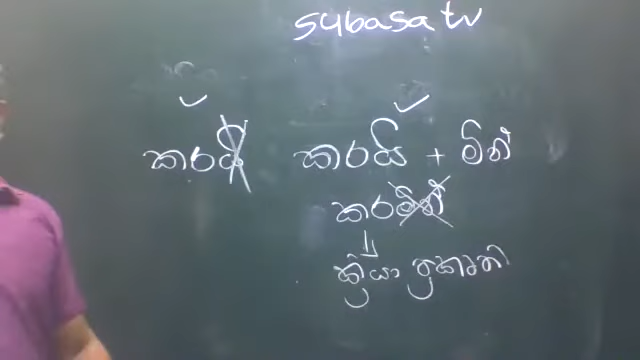 subasa tv
කරයි කරයි + මින්
කරමින්
ක්‍රියා ප්‍රකෘති